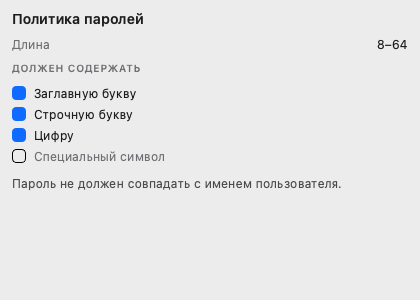 Политика паролей
Длина 8–64
ДОЛЖЕН СОДЕРЖАТЬ
Заглавную букву
Строчную букву
Цифру
Специальный символ
Пароль не должен совпадать с именем пользователя.